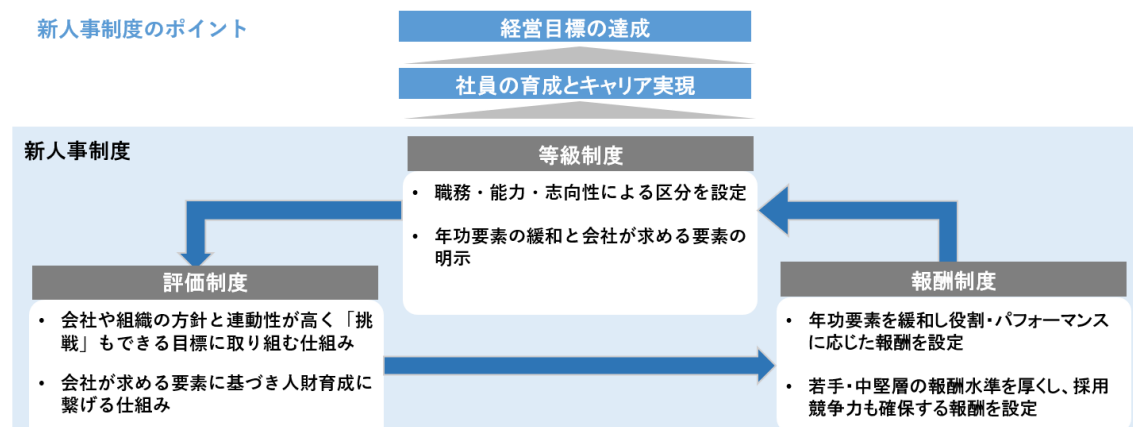 新人事制度のポイント
経営目標の達成
社員の育成とキャリア実現
新人事制度
等級制度
• 職務・能力・志向性による区分を設定
• 年功要素の緩和と会社が求める要素の
明示
評価制度
• 会社や組織の方針と連動性が高く「挑
戦」もできる目標に取り組む仕組み
• 会社が求める要素に基づき人財育成に
繋げる仕組み
報酬制度
• 年功要素を緩和し役割・パフォーマンス
に応じた報酬を設定
• 若手・中堅層の報酬水準を厚くし、採用
競争力も確保する報酬を設定